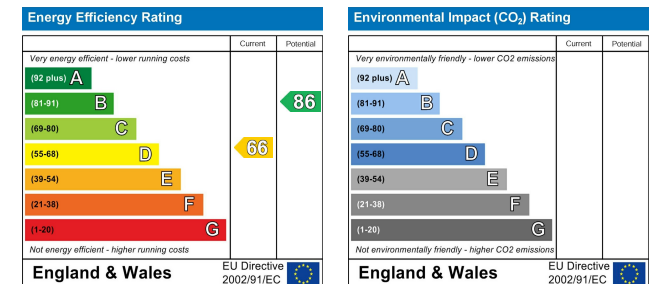 Energy Efficiency Rating
Current Potential
Very energy efficient - lower running costs
(92 plus) A
(81-91) B
86
(69-80) C
(55-68) D
66
(39-54) E
(21-38) F
(1-20) G
Not energy efficient - higher running costs
England & Wales
EU Directive
2002/91/EC
Environmental Impact (CO₂) Rating
Current Potential
Very environmentally friendly - lower CO2 emissions
(92 plus) A
(81-91) B
(69-80) C
(55-68) D
(39-54) E
(21-38) F
(1-20) G
Not environmentally friendly - higher CO2 emissions
England & Wales
EU Directive
2002/91/EC